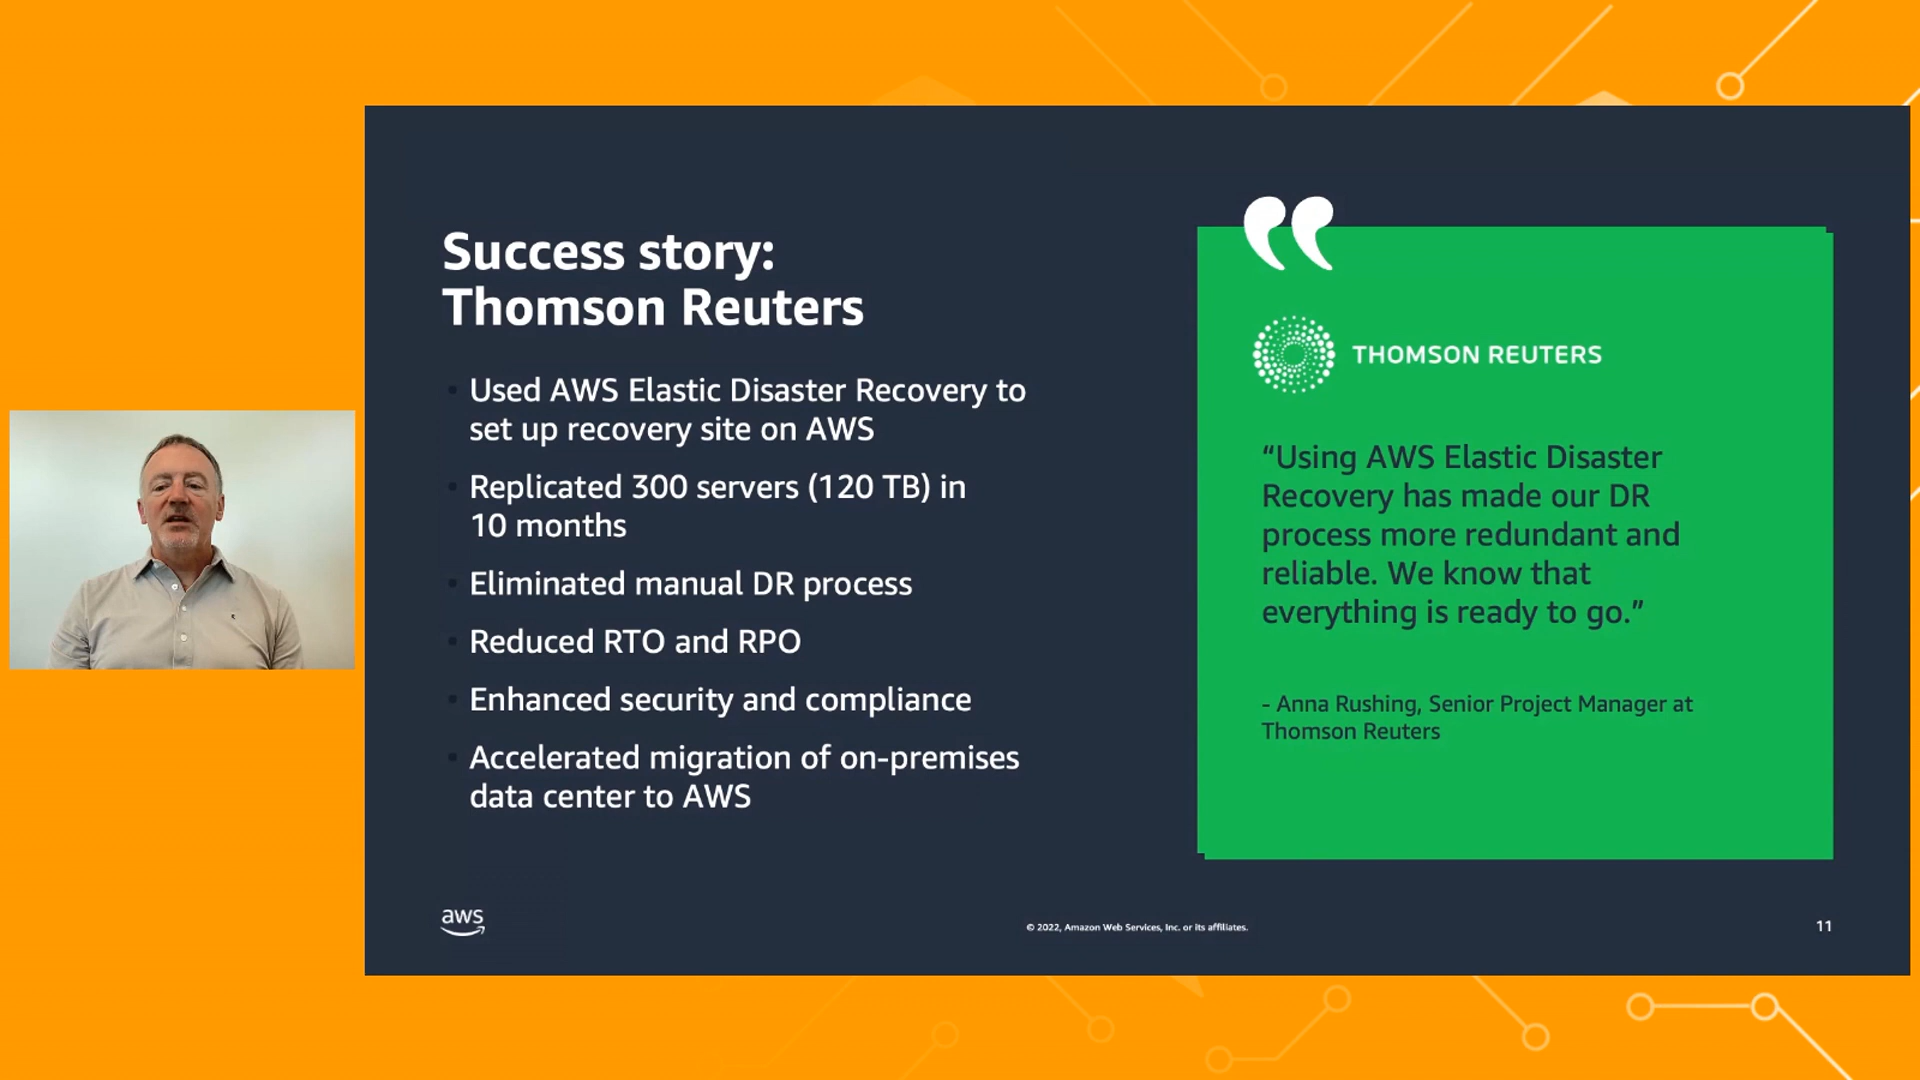 Success story:
Thomson Reuters
Used AWS Elastic Disaster Recovery to
set up recovery site on AWS
Replicated 300 servers (120 TB) in
10 months
Eliminated manual DR process
Reduced RTO and RPO
Enhanced security and compliance
Accelerated migration of on-premises
data center to AWS
THOMSON REUTERS
“Using AWS Elastic Disaster
Recovery has made our DR
process more redundant and
reliable. We know that
everything is ready to go.”
- Anna Rushing, Senior Project Manager at
Thomson Reuters
aws
© 2022, Amazon Web Services, Inc. or its affiliates.
11